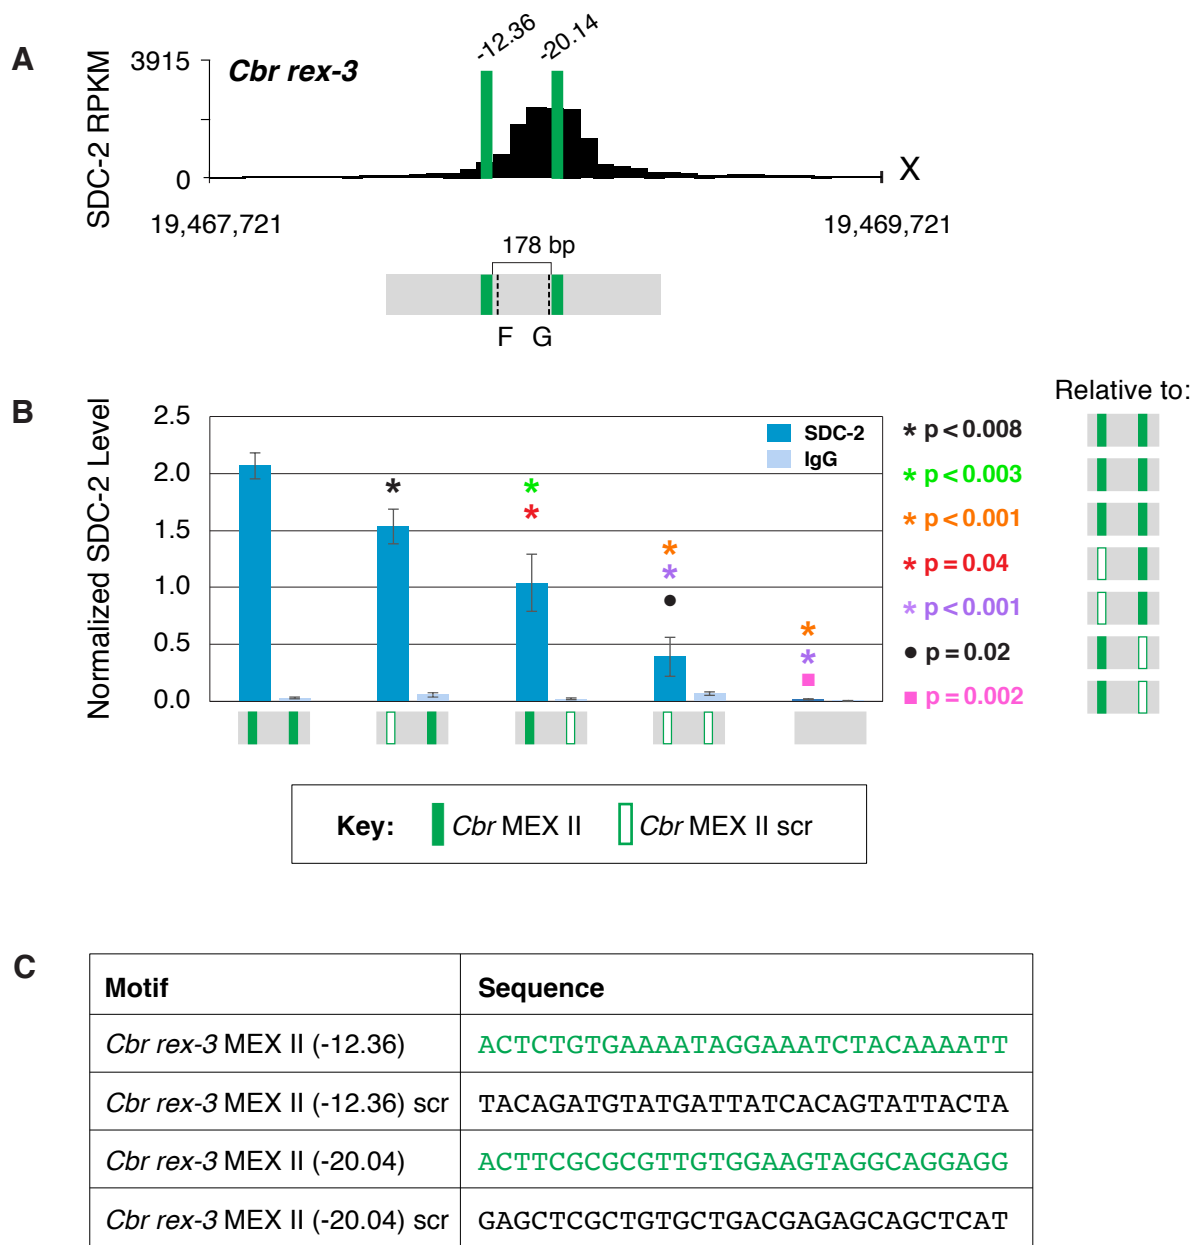 A
SDC-2 RPKM
3915
0
Cbr rex-3
-12.36
-20.14
X
19,467,721
19,469,721
178 bp
F G
B
Normalized SDC-2 Level
2.5
2.0
1.5
1.0
0.5
0.0
SDC-2
IgG
*
* *
* * ●
* * ■
Relative to:
* p < 0.008
* p < 0.003
* p < 0.001
* p = 0.04
* p < 0.001
● p = 0.02
■ p = 0.002
Key: Cbr MEX II Cbr MEX II scr
C
Motif Sequence
Cbr rex-3 MEX II (-12.36) ACTCTGTGAAAATAGGAAATCTACAAAATT
Cbr rex-3 MEX II (-12.36) scr TACAGATGTATGATTATCACAGTATTACTA
Cbr rex-3 MEX II (-20.04) ACTTCGCGCGTTGTGGAAGTAGGCAGGAGG
Cbr rex-3 MEX II (-20.04) scr GAGCTCGCTGTGCTGACGAGAGCAGCTCAT